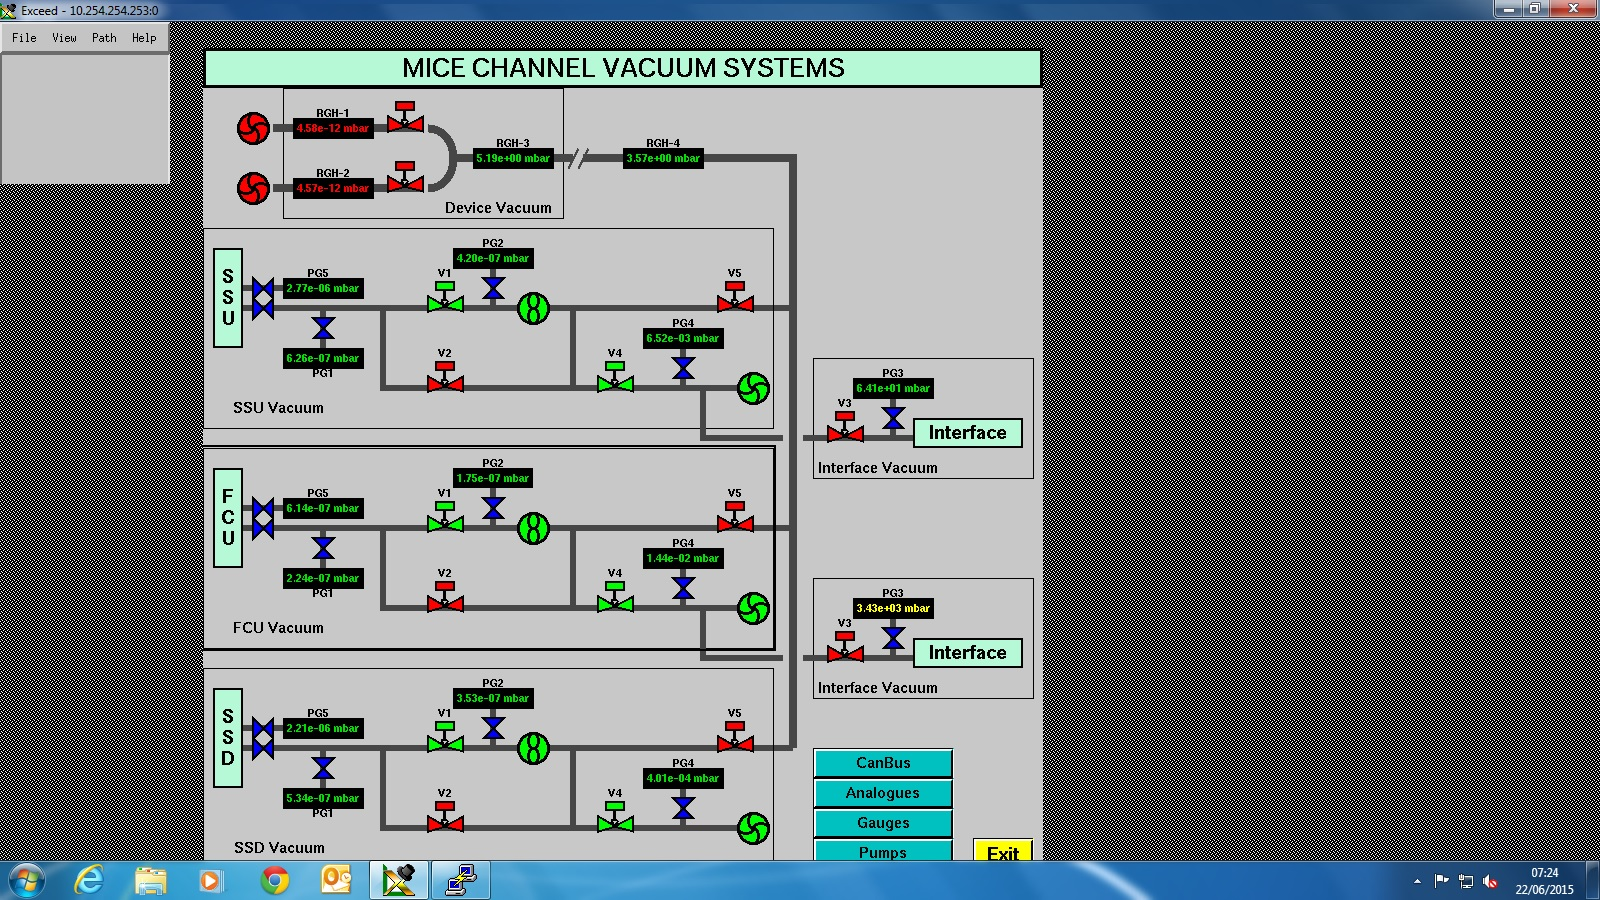 Exceed - 10.254.254.253:0
File View Path Help
MICE CHANNEL VACUUM SYSTEMS
RGH-1
4.58e-12 mbar
RGH-2
4.57e-12 mbar
RGH-3
5.19e+00 mbar
RGH-4
3.57e+00 mbar
Device Vacuum
SSU
PG5
2.77e-06 mbar
6.26e-07 mbar
PG1
V1
PG2
4.20e-07 mbar
V2
V4
PG4
6.52e-03 mbar
V5
SSU Vacuum
PG3
6.41e+01 mbar
V3
Interface
Interface Vacuum
FCU
PG5
6.14e-07 mbar
2.24e-07 mbar
PG1
V1
PG2
1.75e-07 mbar
V2
V4
PG4
1.44e-02 mbar
V5
FCU Vacuum
PG3
3.43e+03 mbar
V3
Interface
Interface Vacuum
SSD
PG5
2.21e-06 mbar
5.34e-07 mbar
PG1
V1
PG2
3.53e-07 mbar
V2
V4
PG4
4.01e-04 mbar
V5
SSD Vacuum
CanBus
Analogues
Gauges
Pumps
Exit
07:24
22/06/2015